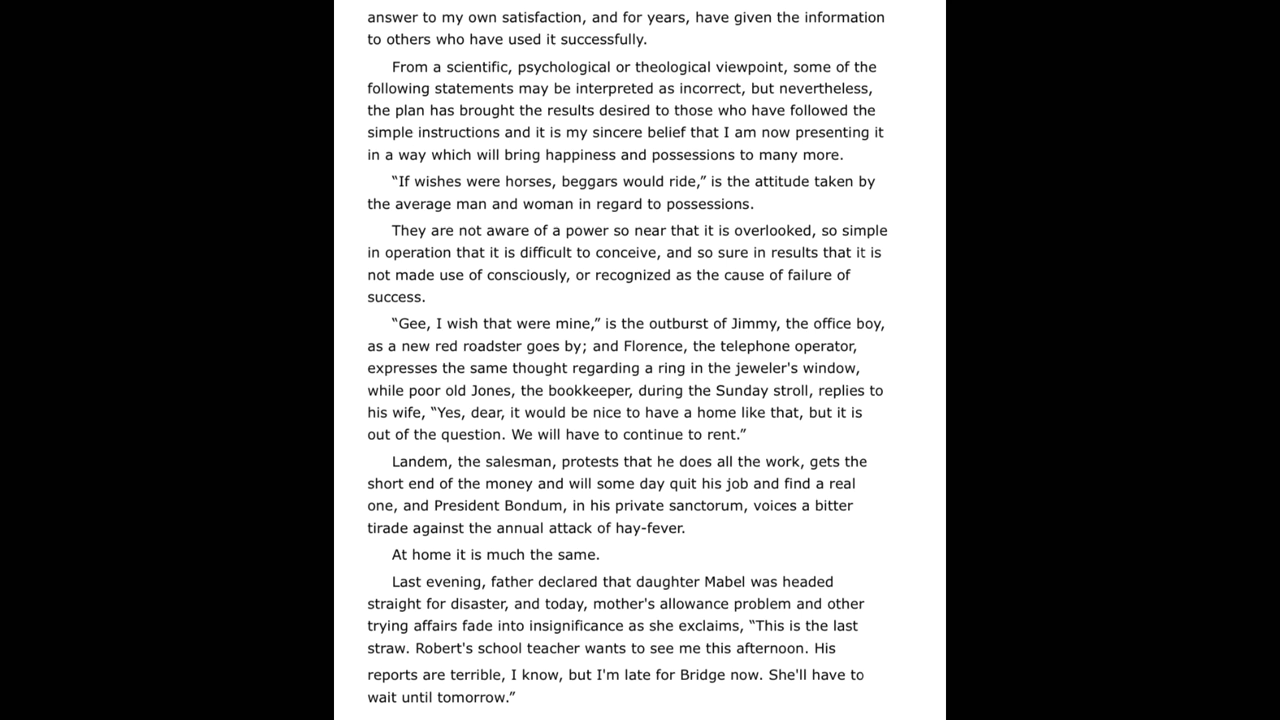 answer to my own satisfaction, and for years, have given the information
to others who have used it successfully.
From a scientific, psychological or theological viewpoint, some of the
following statements may be interpreted as incorrect, but nevertheless,
the plan has brought the results desired to those who have followed the
simple instructions and it is my sincere belief that I am now presenting it
in a way which will bring happiness and possessions to many more.
“If wishes were horses, beggars would ride,” is the attitude taken by
the average man and woman in regard to possessions.
They are not aware of a power so near that it is overlooked, so simple
in operation that it is difficult to conceive, and so sure in results that it is
not made use of consciously, or recognized as the cause of failure of
success.
“Gee, I wish that were mine,” is the outburst of Jimmy, the office boy,
as a new red roadster goes by; and Florence, the telephone operator,
expresses the same thought regarding a ring in the jeweler's window,
while poor old Jones, the bookkeeper, during the Sunday stroll, replies to
his wife, “Yes, dear, it would be nice to have a home like that, but it is
out of the question. We will have to continue to rent.”
Landem, the salesman, protests that he does all the work, gets the
short end of the money and will some day quit his job and find a real
one, and President Bondum, in his private sanctorum, voices a bitter
tirade against the annual attack of hay-fever.
At home it is much the same.
Last evening, father declared that daughter Mabel was headed
straight for disaster, and today, mother's allowance problem and other
trying affairs fade into insignificance as she exclaims, “This is the last
straw. Robert's school teacher wants to see me this afternoon. His
reports are terrible, I know, but I'm late for Bridge now. She'll have to
wait until tomorrow.”